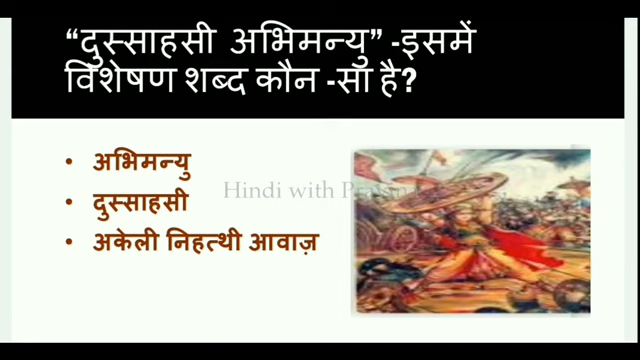 “दुस्साहसी अभिमन्यु” -इसमें
विशेषण शब्द कौन -सा है?
• अभिमन्यु
• दुस्साहसी
• अकेली निहत्थी आवाज़
Hindi with